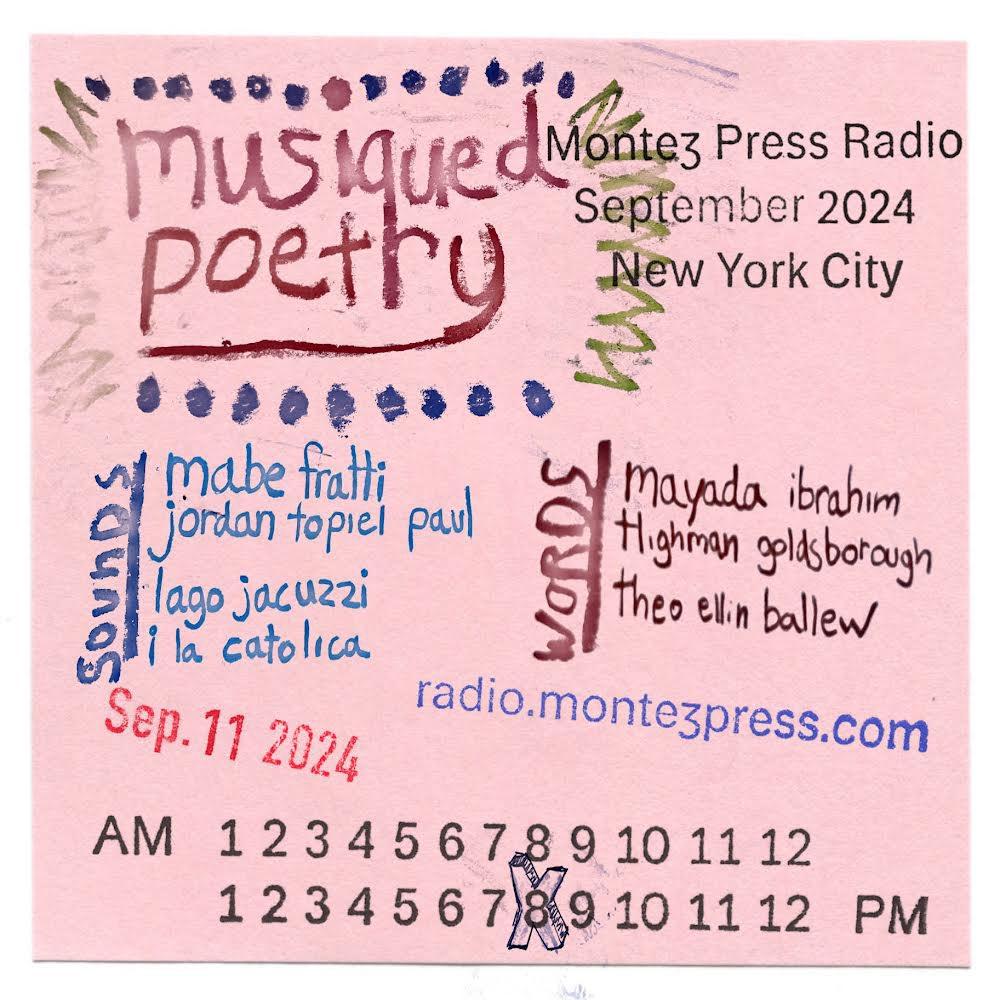 musiqued
poetry
Montez Press Radio
September 2024
New York City
SounDS
mabe fratti
jordan topiel paul
lago jacuzzi
i la catolica
WORDS
mayada ibrahim
Highman goldsborough
theo ellin ballew
Sep. 11 2024
radio.montezpress.com
AM 1 2 3 4 5 6 7 8 9 10 11 12
1 2 3 4 5 6 7 8 9 10 11 12 PM